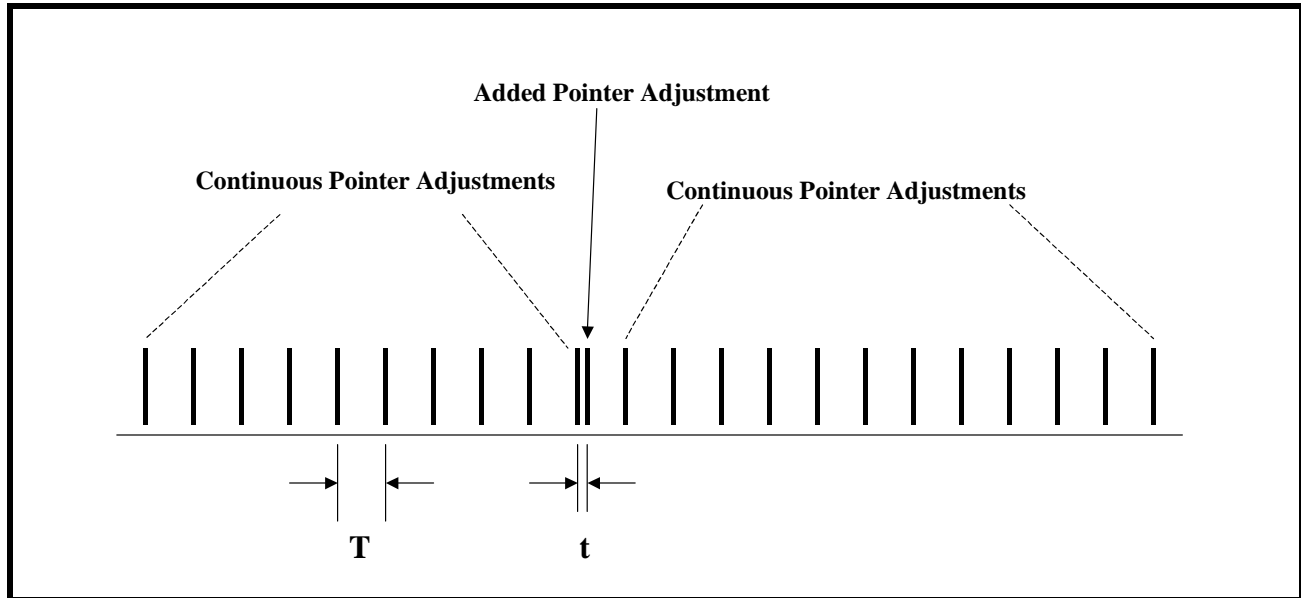 Added Pointer Adjustment
Continuous Pointer Adjustments
Continuous Pointer Adjustments
T
t